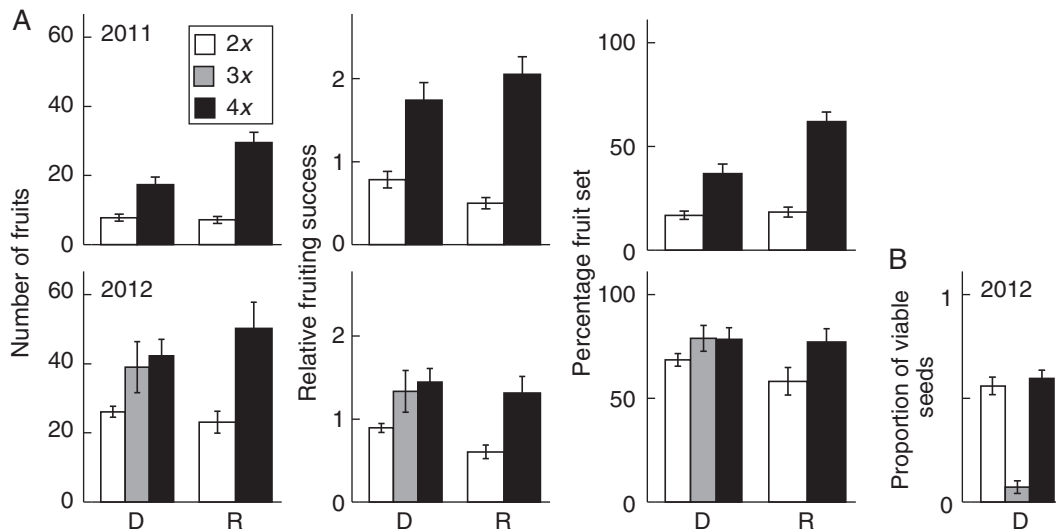 A
2011
2x
3x
4x
Number of fruits
60
40
20
0
Relative fruiting success
2
1
0
Percentage fruit set
100
50
0
2012
60
40
20
0
D R
2
1
0
D R
100
50
0
D R
B
2012
Proportion of viable
seeds
1
0
D